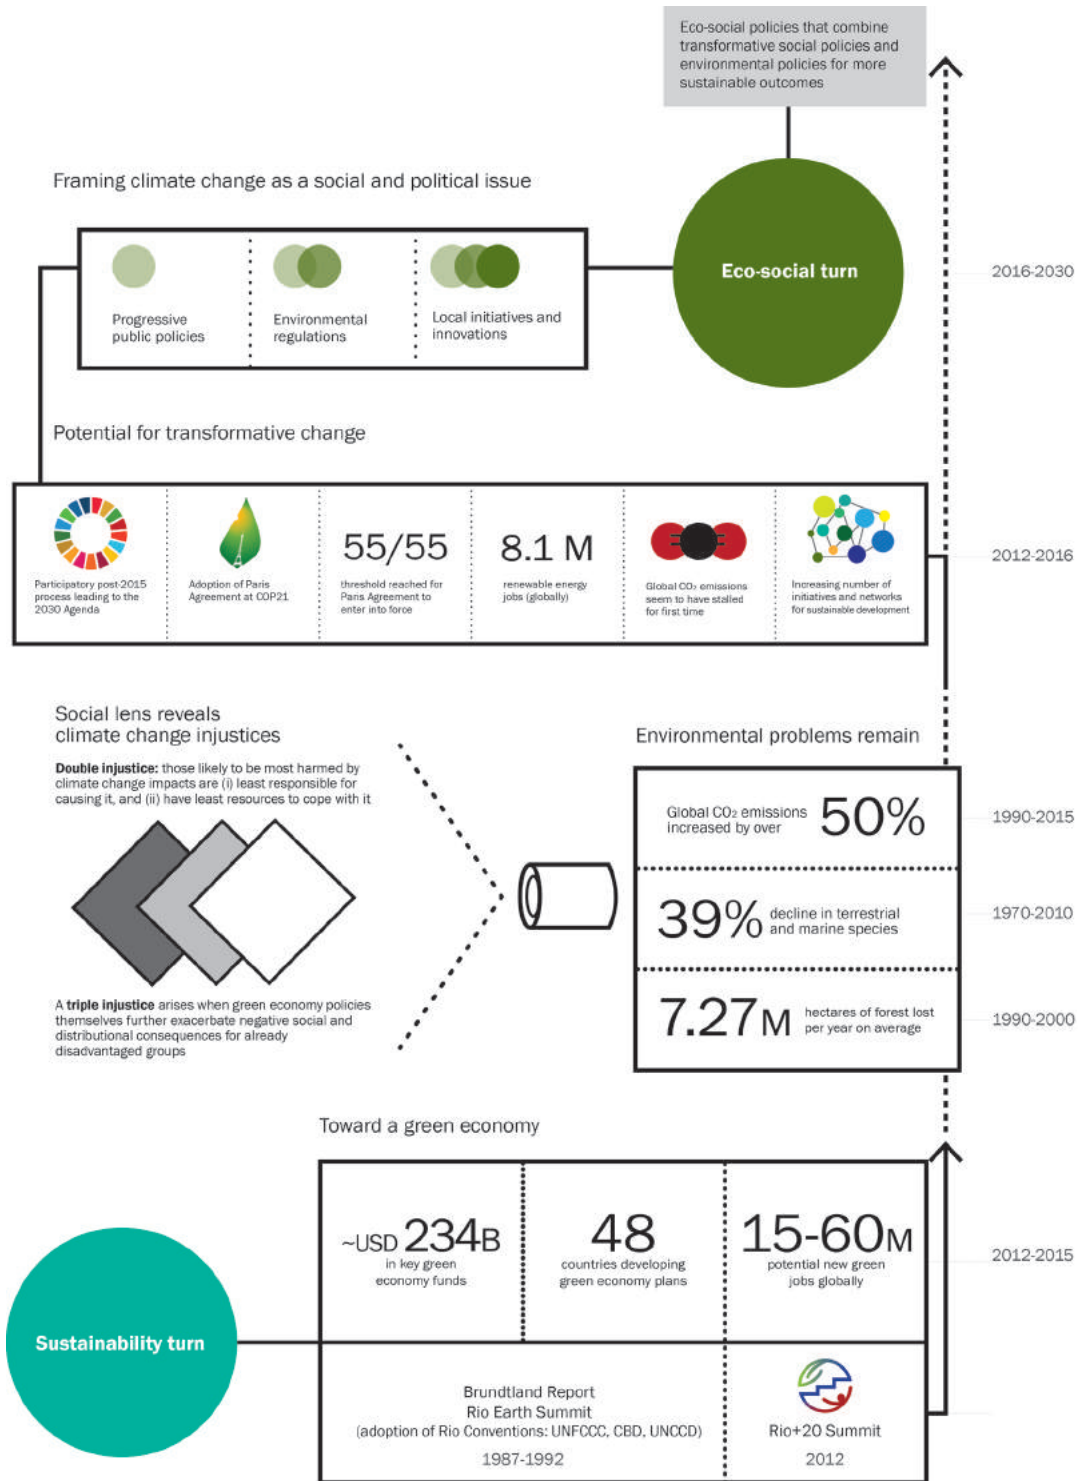 Eco-social policies that combine
transformative social policies and
environmental policies for more
sustainable outcomes
Framing climate change as a social and political issue
Progressive
public policies
Environmental
regulations
Local initiatives and
innovations
Eco-social turn
2016-2030
Potential for transformative change
Participatory post-2015
process leading to the
2030 Agenda
Adoption of Paris
Agreement at COP21
55/55
threshold reached for
Paris Agreement to
enter into force
8.1 M
renewable energy
jobs (globally)
Global CO₂ emissions
seem to have stalled
for first time
Increasing number of
initiatives and networks
for sustainable development
2012-2016
Social lens reveals
climate change injustices
Double injustice: those likely to be most harmed by
climate change impacts are (i) least responsible for
causing it, and (ii) have least resources to cope with it
A triple injustice arises when green economy policies
themselves further exacerbate negative social and
distributional consequences for already
disadvantaged groups
Environmental problems remain
Global CO₂ emissions
increased by over
50%
1990-2015
39%
decline in terrestrial
and marine species
1970-2010
7.27M
hectares of forest lost
per year on average
1990-2000
Toward a green economy
~USD 234B
in key green
economy funds
48
countries developing
green economy plans
15-60M
potential new green
jobs globally
2012-2015
Sustainability turn
Brundtland Report
Rio Earth Summit
(adoption of Rio Conventions: UNFCCC, CBD, UNCCD)
1987-1992
Rio+20 Summit
2012